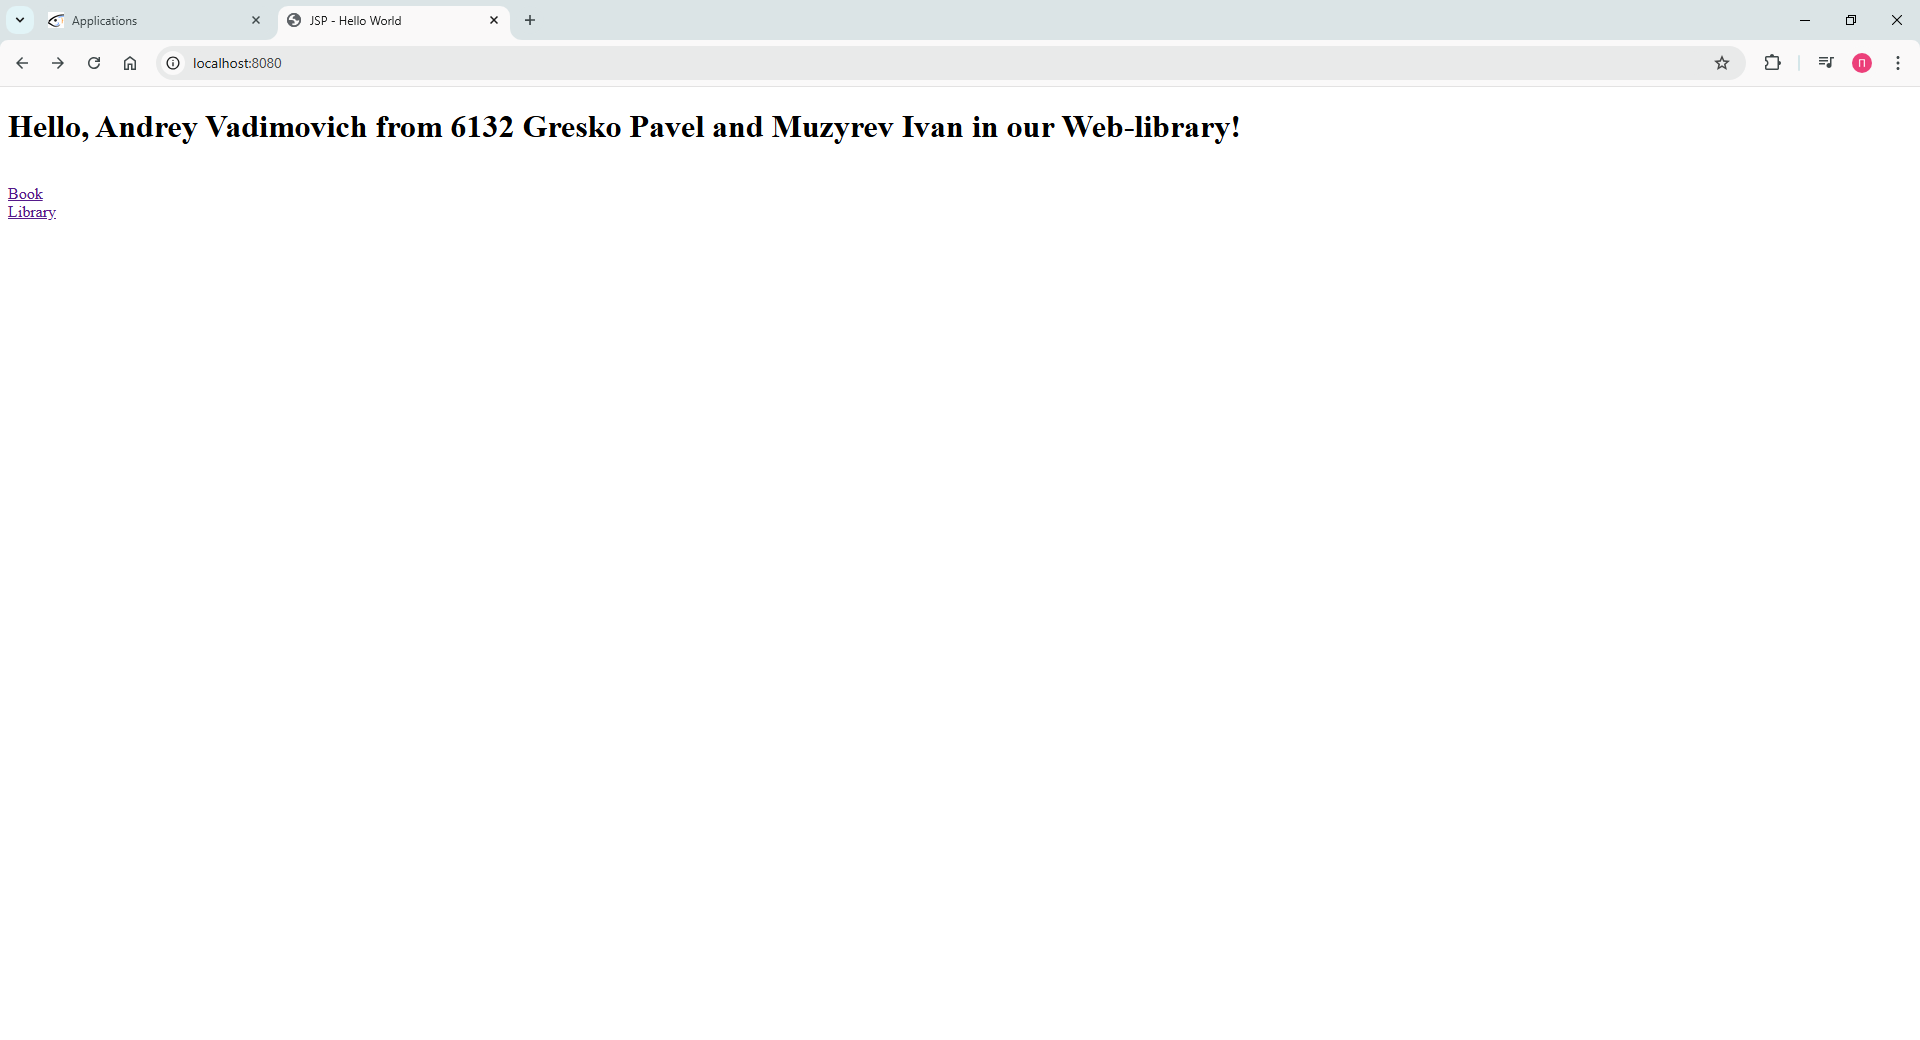 Applications
JSP - Hello World
localhost:8080
П
Hello, Andrey Vadimovich from 6132 Gresko Pavel and Muzyrev Ivan in our Web-library!
Book
Library